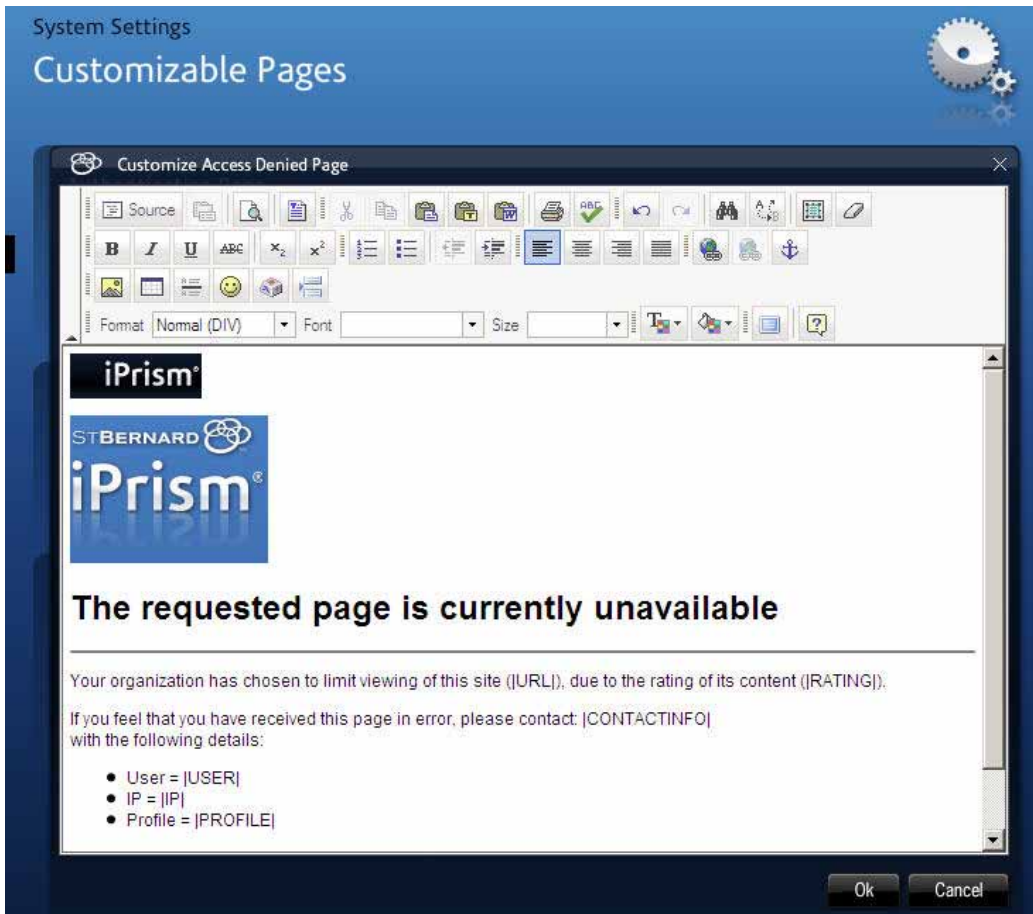 System Settings
Customizable Pages
Customize Access Denied Page
Source
B I U ABC x₂ x²
Format Normal (DIV) Font Size
iPrism®
STBERNARD
iPrism®
The requested page is currently unavailable
Your organization has chosen to limit viewing of this site (|URL|), due to the rating of its content (|RATING|).
If you feel that you have received this page in error, please contact: |CONTACTINFO|
with the following details:
• User = |USER|
• IP = |IP|
• Profile = |PROFILE|
Ok Cancel